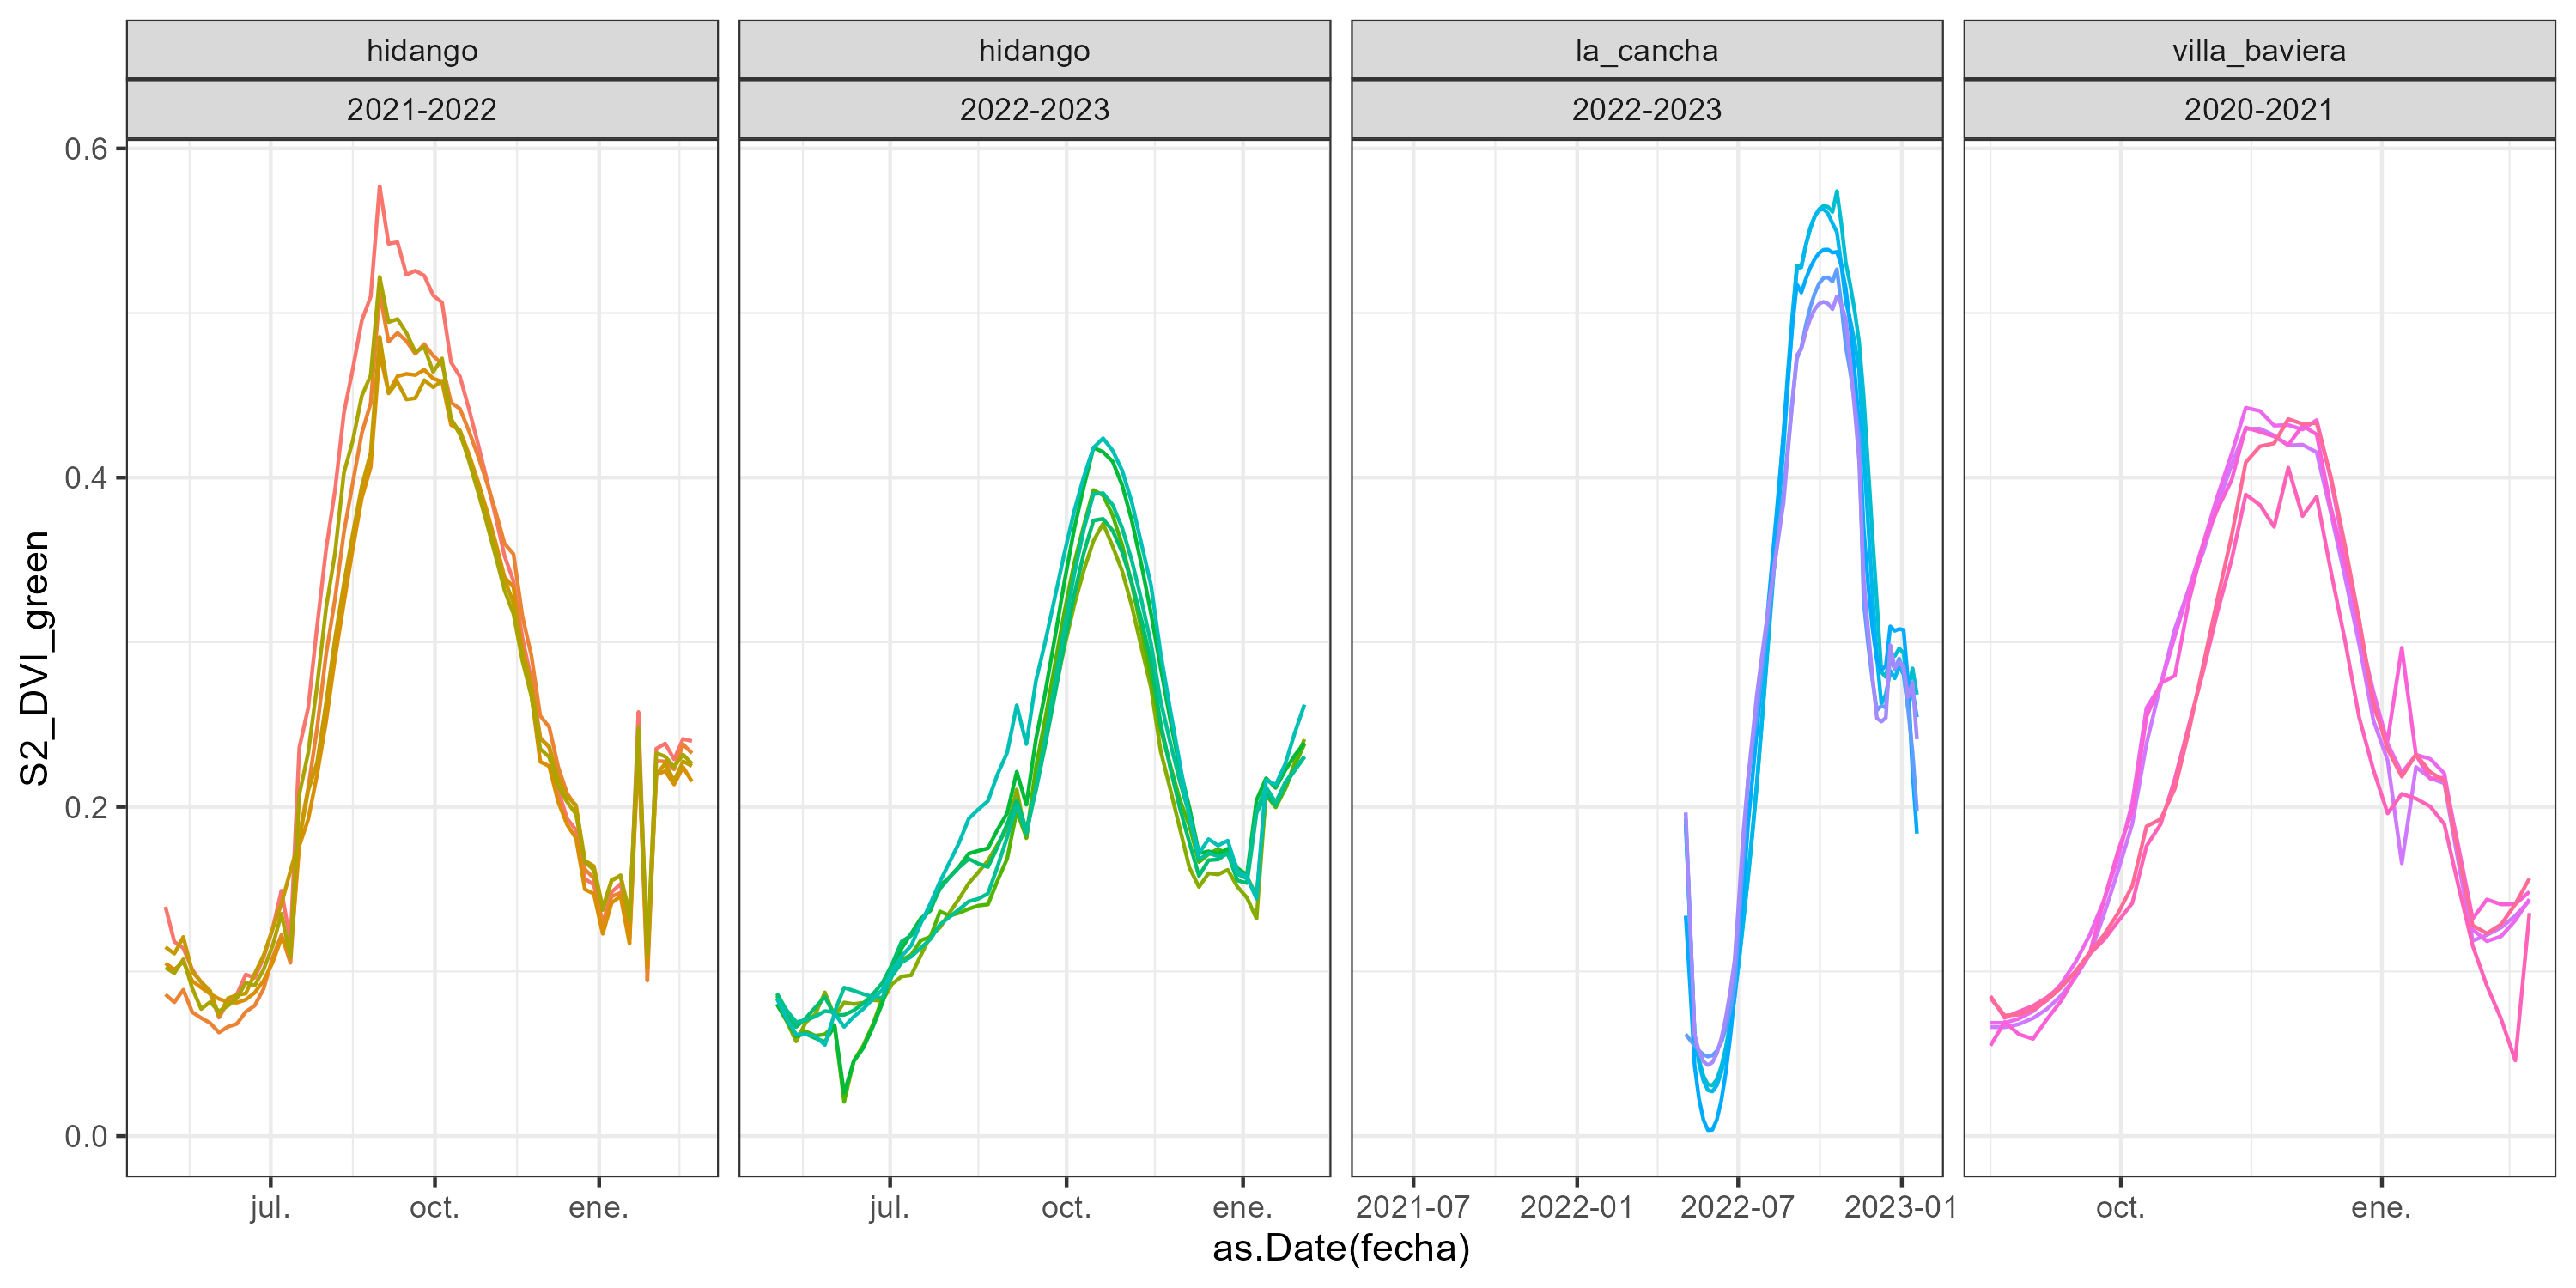 hidango hidango la_cancha villa_baviera
2021-2022 2022-2023 2022-2023 2020-2021
0.6
0.4
0.2
0.0
S2_DVI_green
jul. oct. ene. jul. oct. ene. 2021-07 2022-01 2022-07 2023-01 oct. ene.
as.Date(fecha)